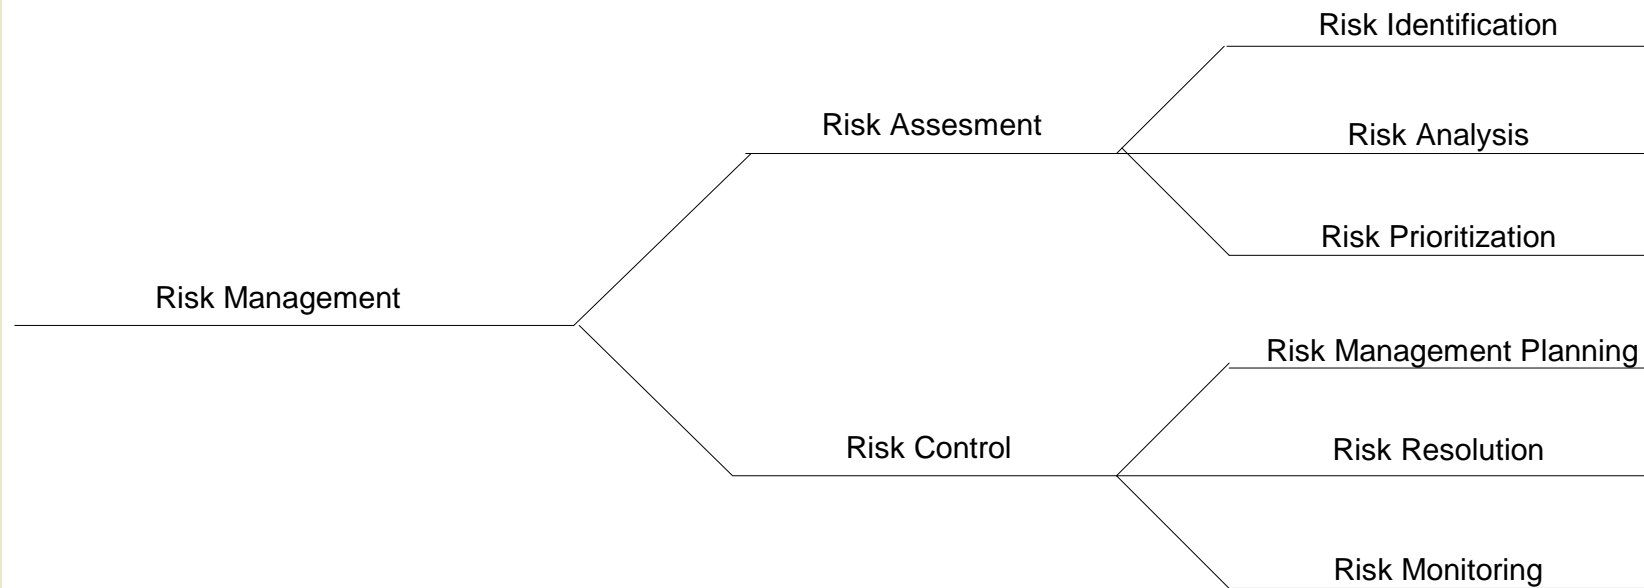 Risk Identification
Risk Assesment
Risk Analysis
Risk Prioritization
Risk Management
Risk Management Planning
Risk Control
Risk Resolution
Risk Monitoring